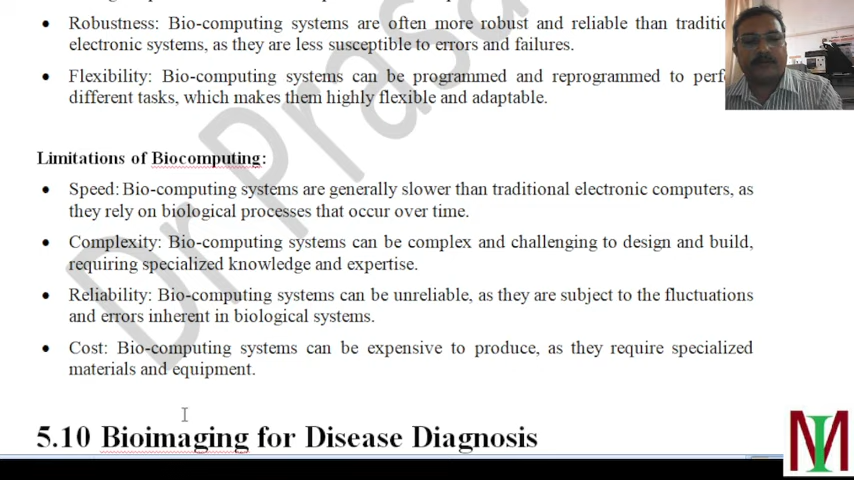 Robustness: Bio-computing systems are often more robust and reliable than
electronic systems, as they are less susceptible to errors and failures.
Flexibility: Bio-computing systems can be programmed and reprogrammed to
different tasks, which makes them highly flexible and adaptable.
Limitations of Biocomputing:
Speed: Bio-computing systems are generally slower than traditional electronic computers, as
they rely on biological processes that occur over time.
Complexity: Bio-computing systems can be complex and challenging to design and build,
requiring specialized knowledge and expertise.
Reliability: Bio-computing systems can be unreliable, as they are subject to the fluctuations
and errors inherent in biological systems.
Cost: Bio-computing systems can be expensive to produce, as they require specialized
materials and equipment.
5.10 Bioimaging for Disease Diagnosis
Dr Pras
MI